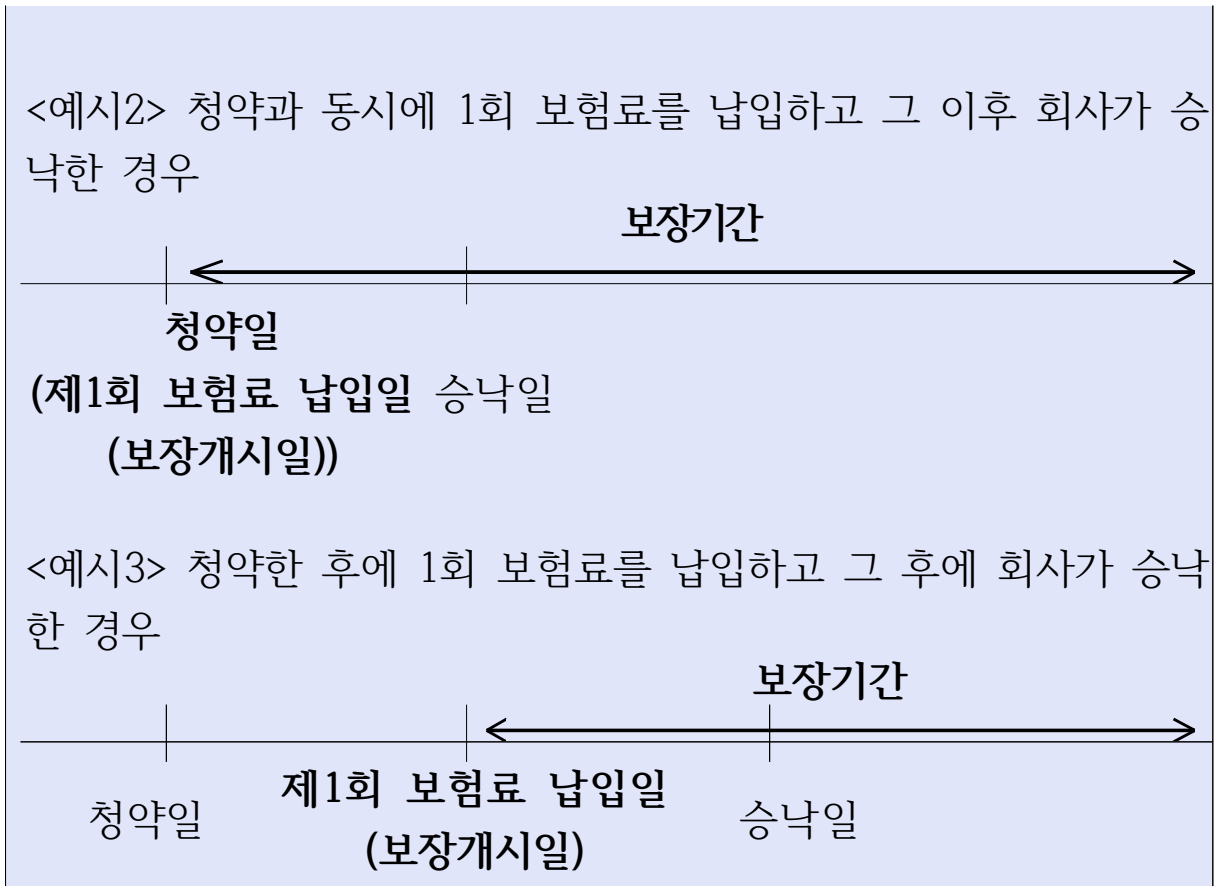 <예시2> 청약과 동시에 1회 보험료를 납입하고 그 이후 회사가 승
낙한 경우
보장기간
청약일
(제1회 보험료 납입일 승낙일
(보장개시일))
<예시3> 청약한 후에 1회 보험료를 납입하고 그 후에 회사가 승낙
한 경우
보장기간
제1회 보험료 납입일
청약일 승낙일
(보장개시일)